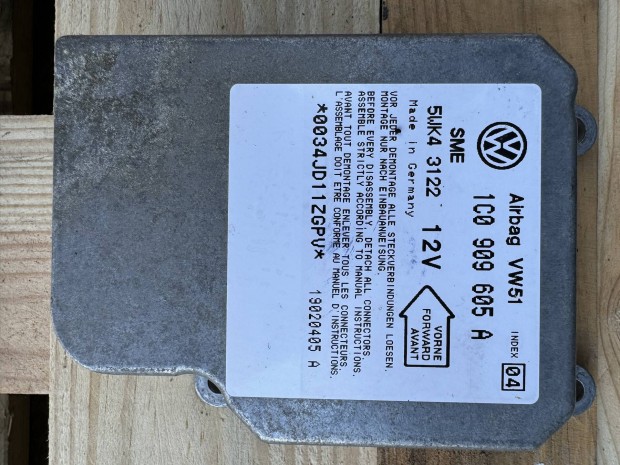 Airbag VW51 INDEX 04
1C0 909 605 A
SME
5WK4 3122 12V
Made in Germany
VORNE
FORWARD
AVANT
VOR JEDER DEMONTAGE ALLE STECKVERBINDUNGEN LOESEN.
MONTAGE NUR NACH EINBAUANWEISUNG.
BEFORE EVERY DISASSEMBLY, DETACH ALL CONNECTORS.
ASSEMBLE STRICTLY ACCORDING TO MANUAL INSTRUCTIONS.
AVANT TOUT DEMONTAGE ENLEVER TOUS LES CONNECTEURS.
L'ASSEMBLAGE DOIT ETRE CONFORME AU MANUEL D'INSTRUCTIONS.
*0034JD11ZGPV* 19020405 A